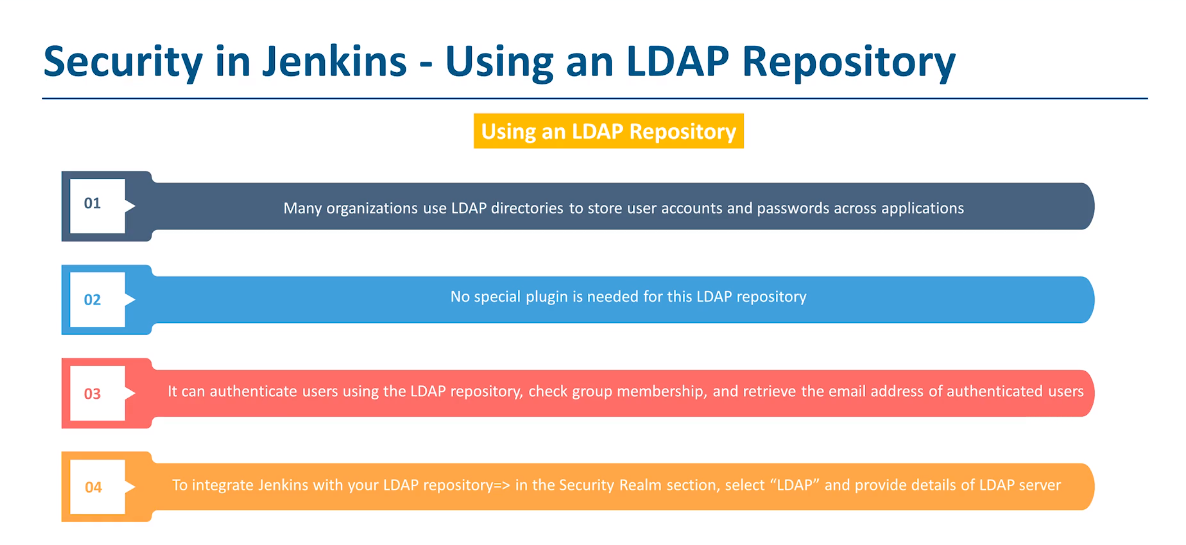 Security in Jenkins - Using an LDAP Repository
Using an LDAP Repository
01
Many organizations use LDAP directories to store user accounts and passwords across applications
02
No special plugin is needed for this LDAP repository
03
It can authenticate users using the LDAP repository, check group membership, and retrieve the email address of authenticated users
04
To integrate Jenkins with your LDAP repository=> in the Security Realm section, select “LDAP” and provide details of LDAP server